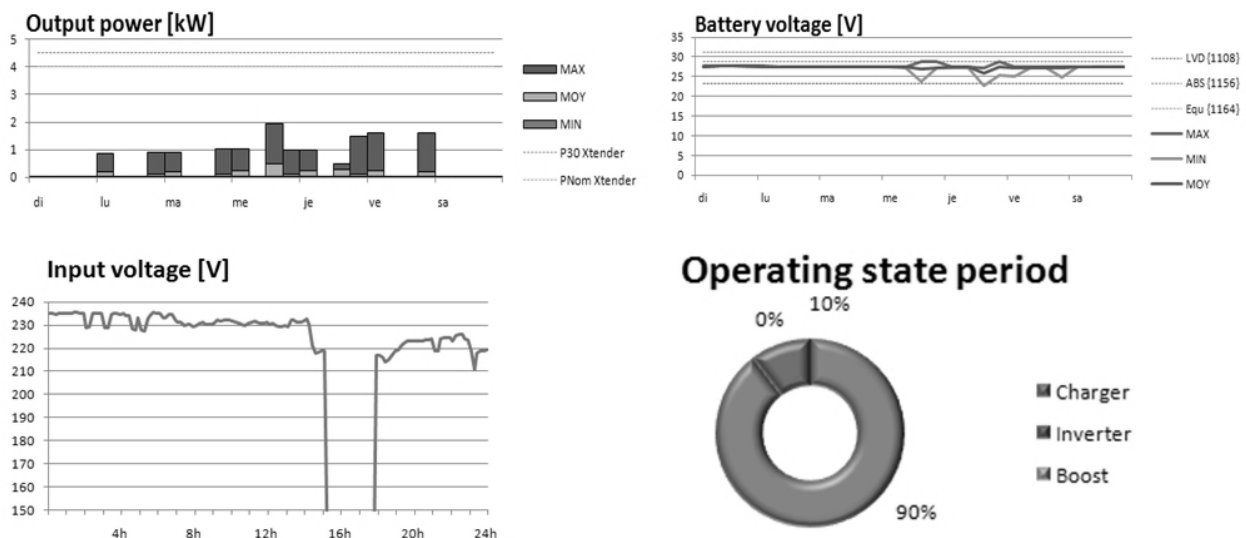 Output power [kW]
5
4
3
2
1
0
di lu ma me je ve sa
MAX
MOY
MIN
P30 Xtender
PNom Xtender
Battery voltage [V]
35
30
25
20
15
10
5
0
di lu ma me je ve sa
LVD {1108}
ABS {1156}
Equ {1164}
MAX
MIN
MOY
Input voltage [V]
240
230
220
210
200
190
180
170
160
150
4h 8h 12h 16h 20h 24h
Operating state period
0% 10%
90%
Charger
Inverter
Boost